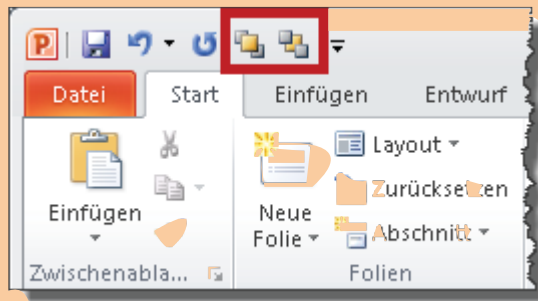 P
Datei Start Einfügen Entwurf
Einfügen
Neue
Folie
Layout
Zurücksetzen
Abschnitt
Zwischenabla... Folien